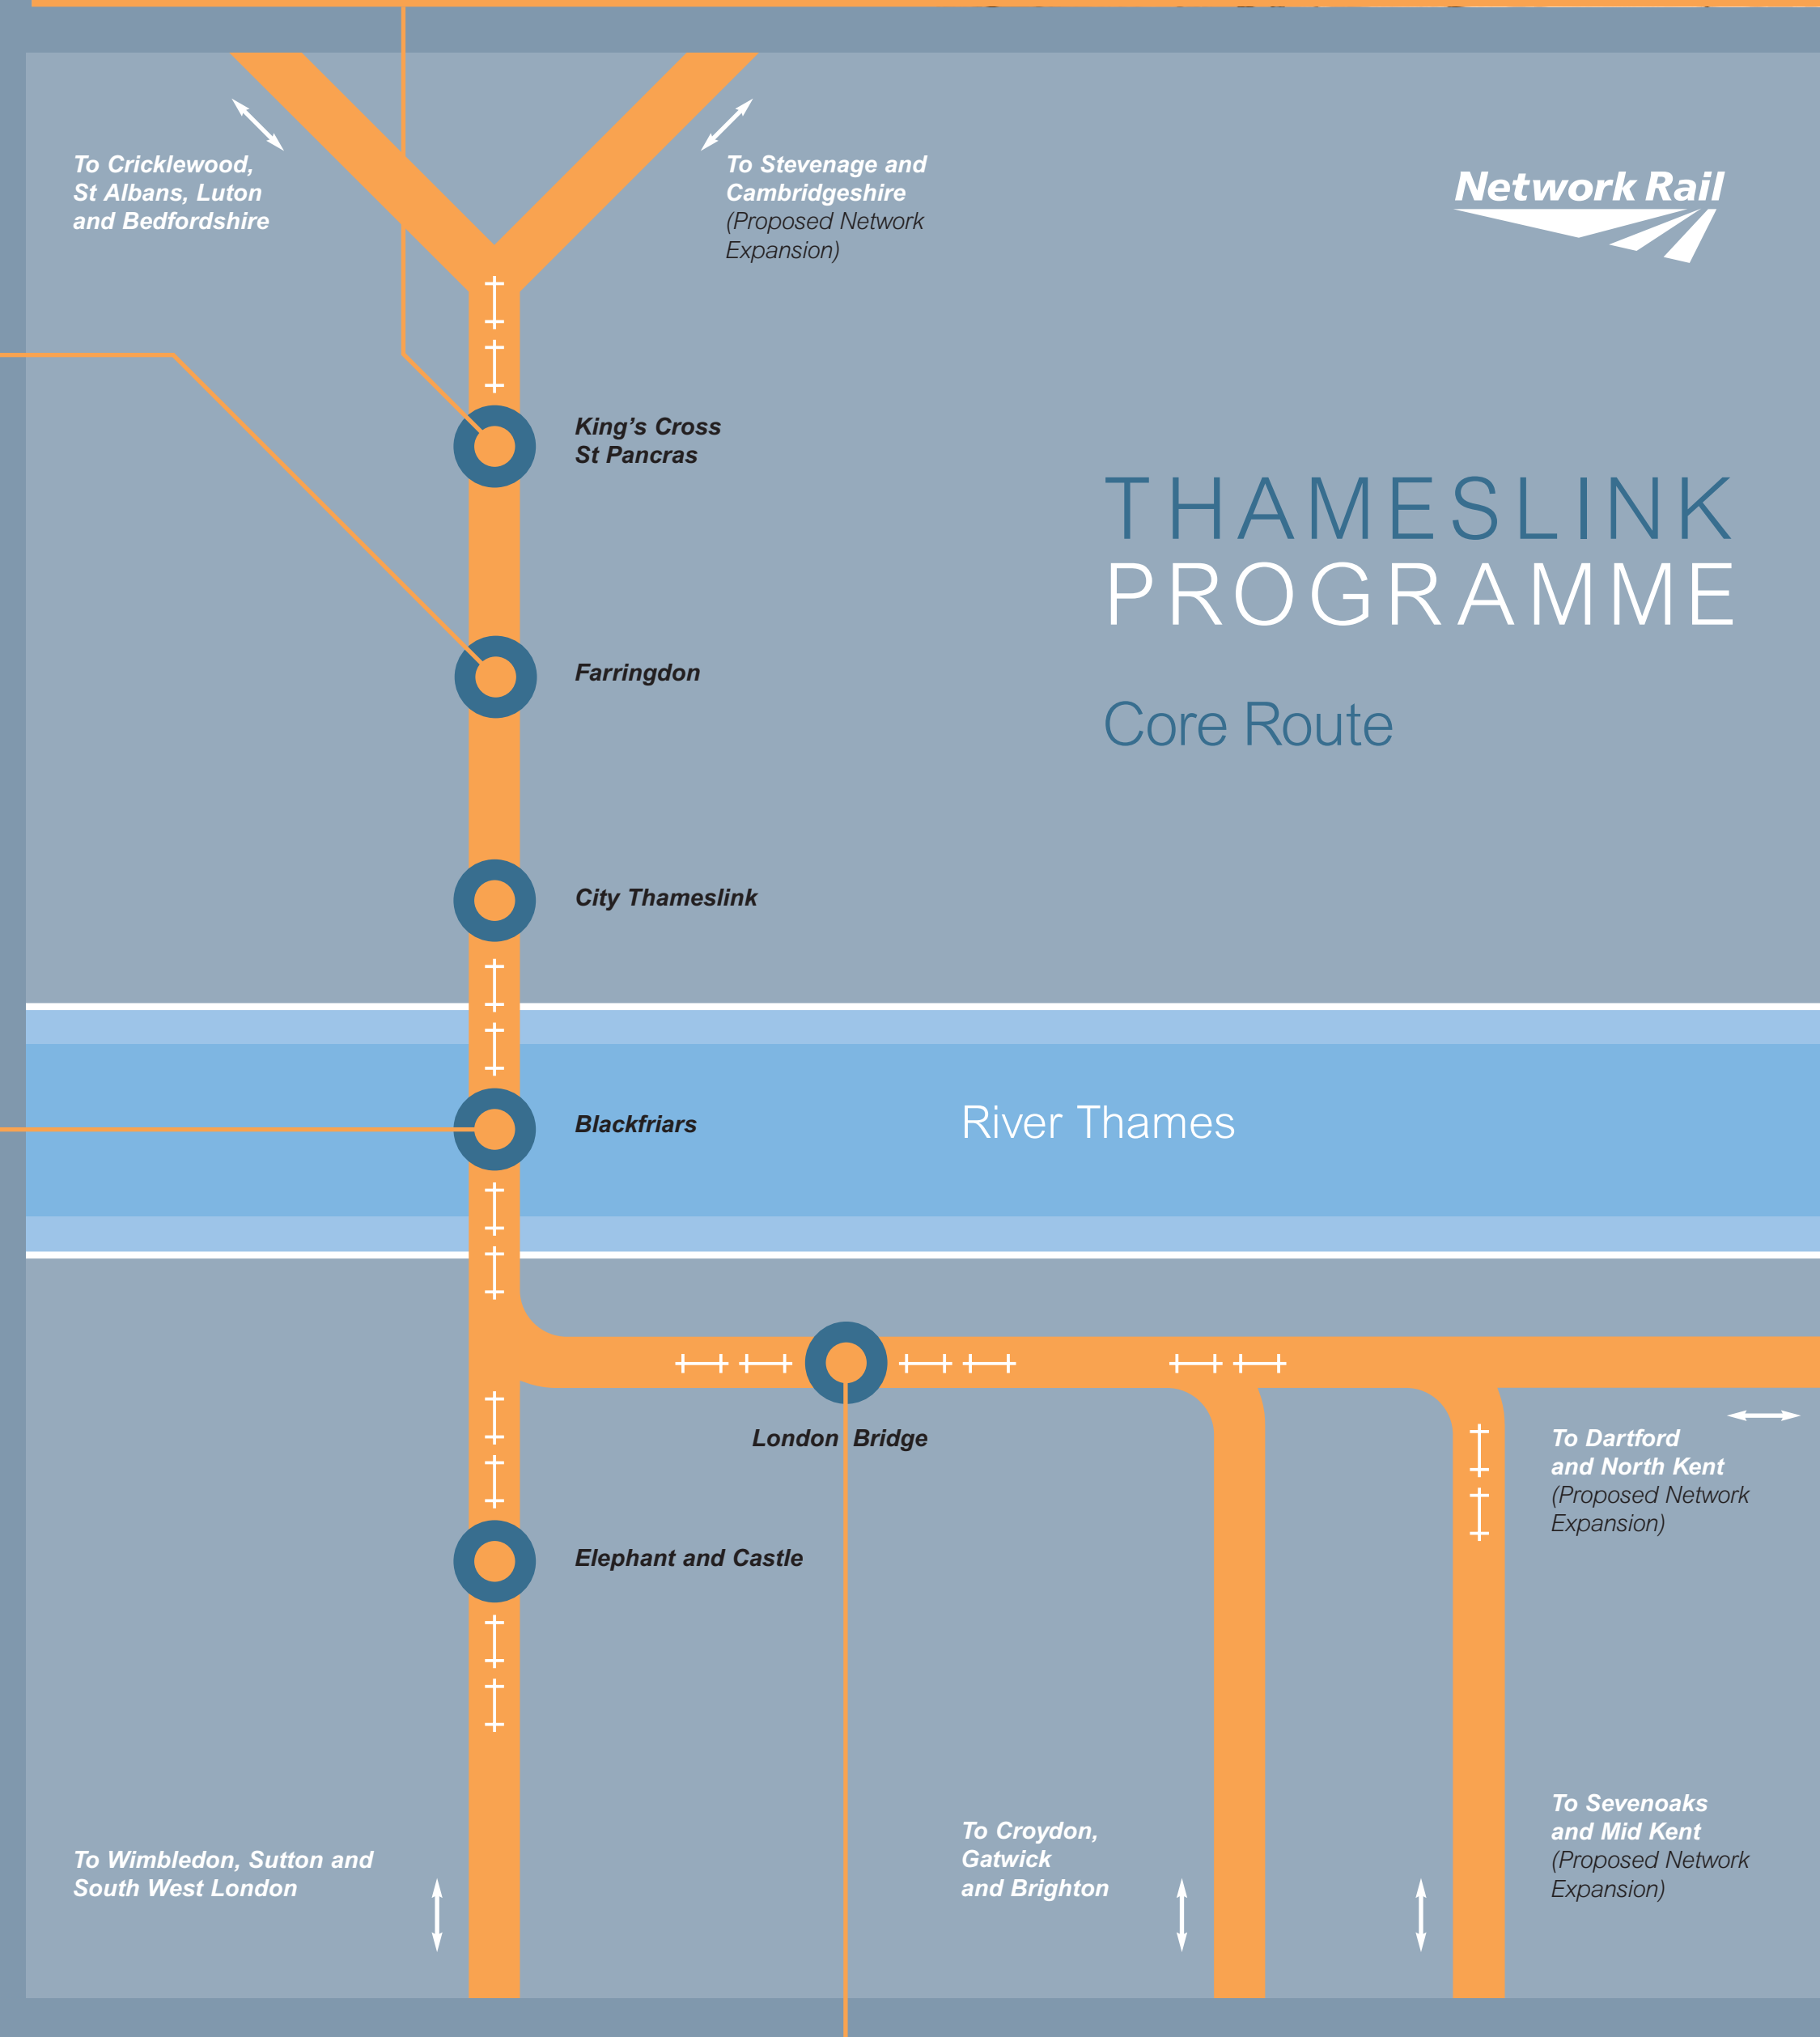 To Cricklewood,
St Albans, Luton
and Bedfordshire
To Stevenage and
Cambridgeshire
(Proposed Network
Expansion)
Network Rail
King’s Cross
St Pancras
THAMESLINK
PROGRAMME
Core Route
Farringdon
City Thameslink
Blackfriars
River Thames
London Bridge
To Dartford
and North Kent
(Proposed Network
Expansion)
Elephant and Castle
To Wimbledon, Sutton and
South West London
To Croydon,
Gatwick
and Brighton
To Sevenoaks
and Mid Kent
(Proposed Network
Expansion)